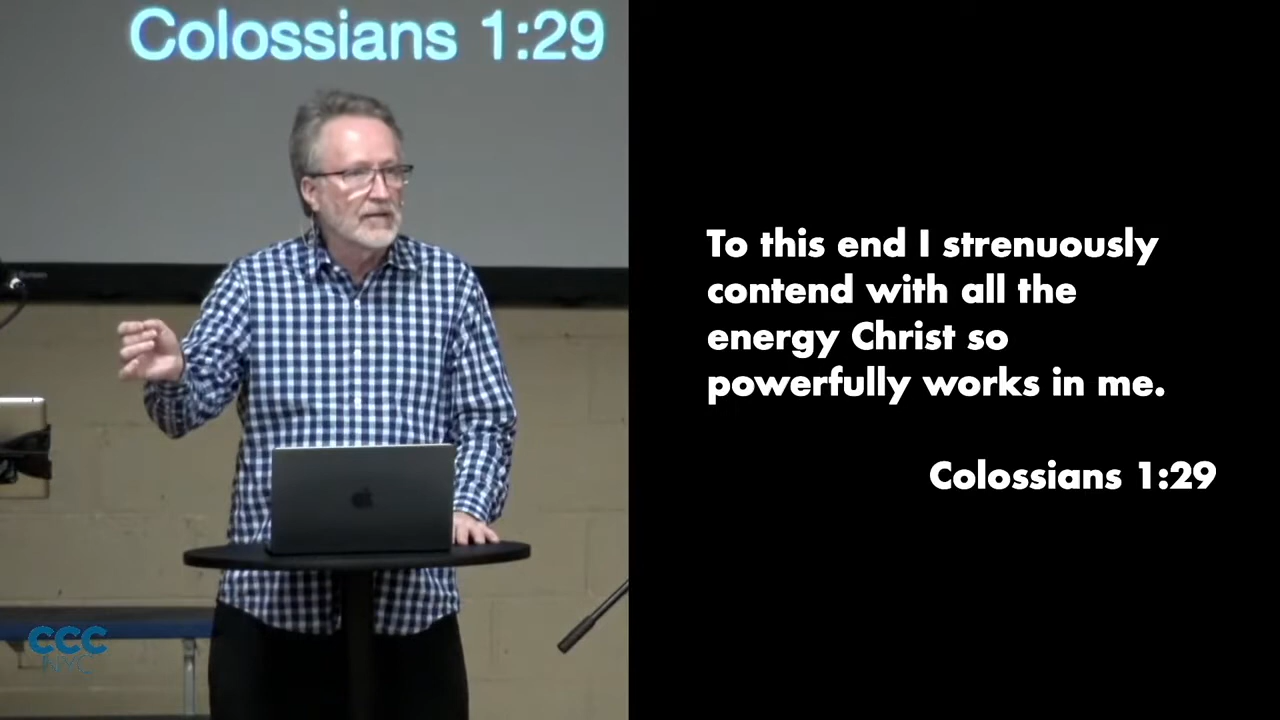 Colossians 1:29
To this end I strenuously
contend with all the
energy Christ so
powerfully works in me.
Colossians 1:29
CCC
NYC